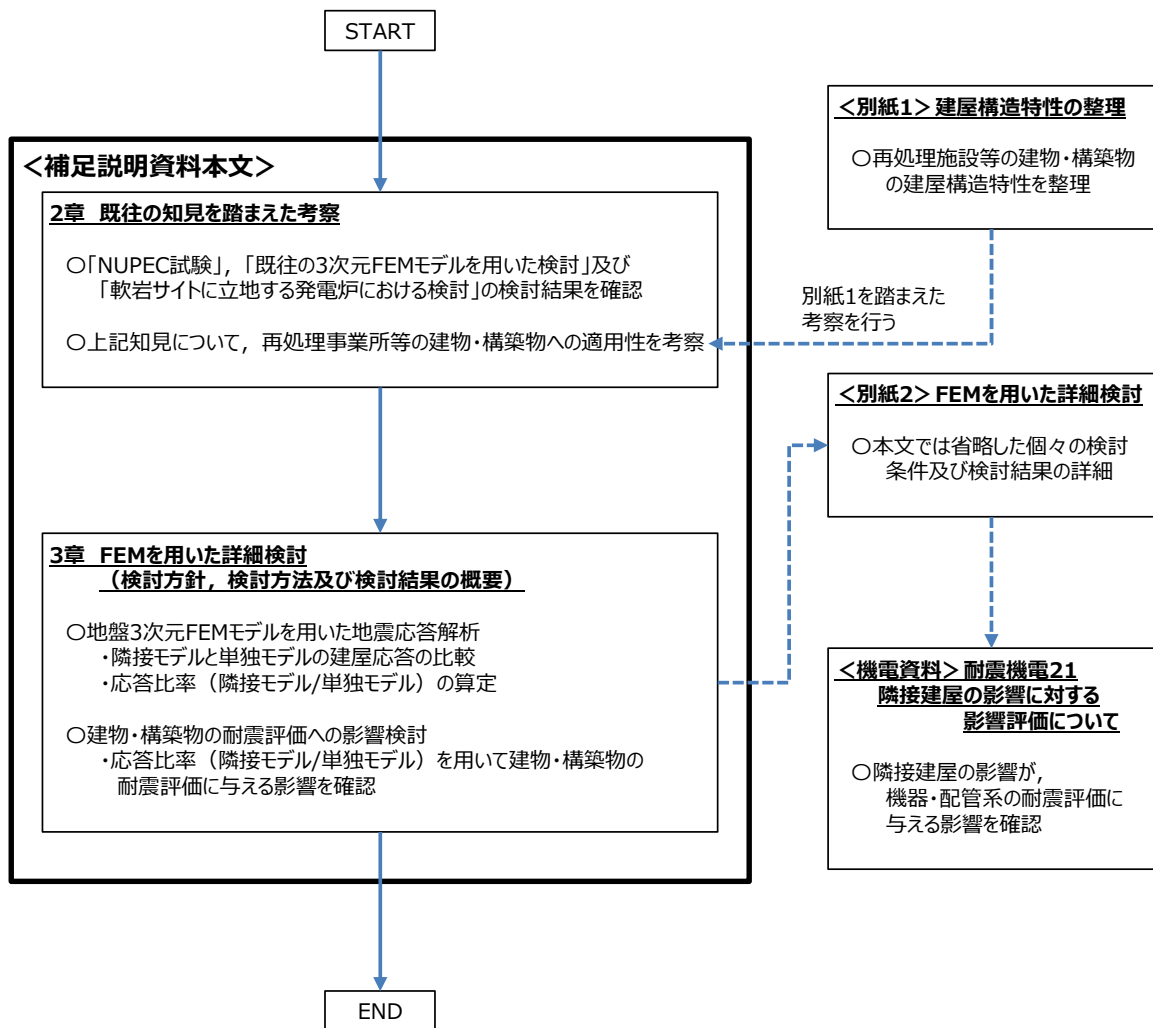 START
＜補足説明資料本文＞
2章 既往の知見を踏まえた考察
○「NUPEC試験」，「既往の3次元FEMモデルを用いた検討」及び
「軟岩サイトに立地する発電炉における検討」の検討結果を確認
○上記知見について，再処理事業所等の建物・構築物への適用性を考察
3章 FEMを用いた詳細検討
（検討方針，検討方法及び検討結果の概要）
○地盤3次元FEMモデルを用いた地震応答解析
・隣接モデルと単独モデルの建屋応答の比較
・応答比率（隣接モデル/単独モデル）の算定
○建物・構築物の耐震評価への影響検討
・応答比率（隣接モデル/単独モデル）を用いて建物・構築物の
耐震評価に与える影響を確認
END
＜別紙1＞建屋構造特性の整理
○再処理施設等の建物・構築物
の建屋構造特性を整理
別紙1を踏まえた
考察を行う
＜別紙2＞FEMを用いた詳細検討
○本文では省略した個々の検討
条件及び検討結果の詳細
＜機電資料＞耐震機電21
隣接建屋の影響に対する
影響評価について
○隣接建屋の影響が，
機器・配管系の耐震評価に
与える影響を確認